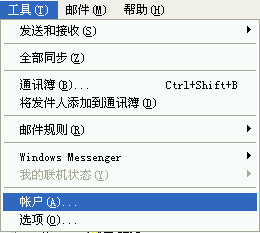 工具(T) 邮件(M) 帮助(H)
发送和接收(S)
全部同步(Z)
通讯簿(B)... Ctrl+Shift+B
将发件人添加到通讯簿(D)
邮件规则(R)
Windows Messenger
我的联机状态(Y)
帐户(A)...
选项(O)...